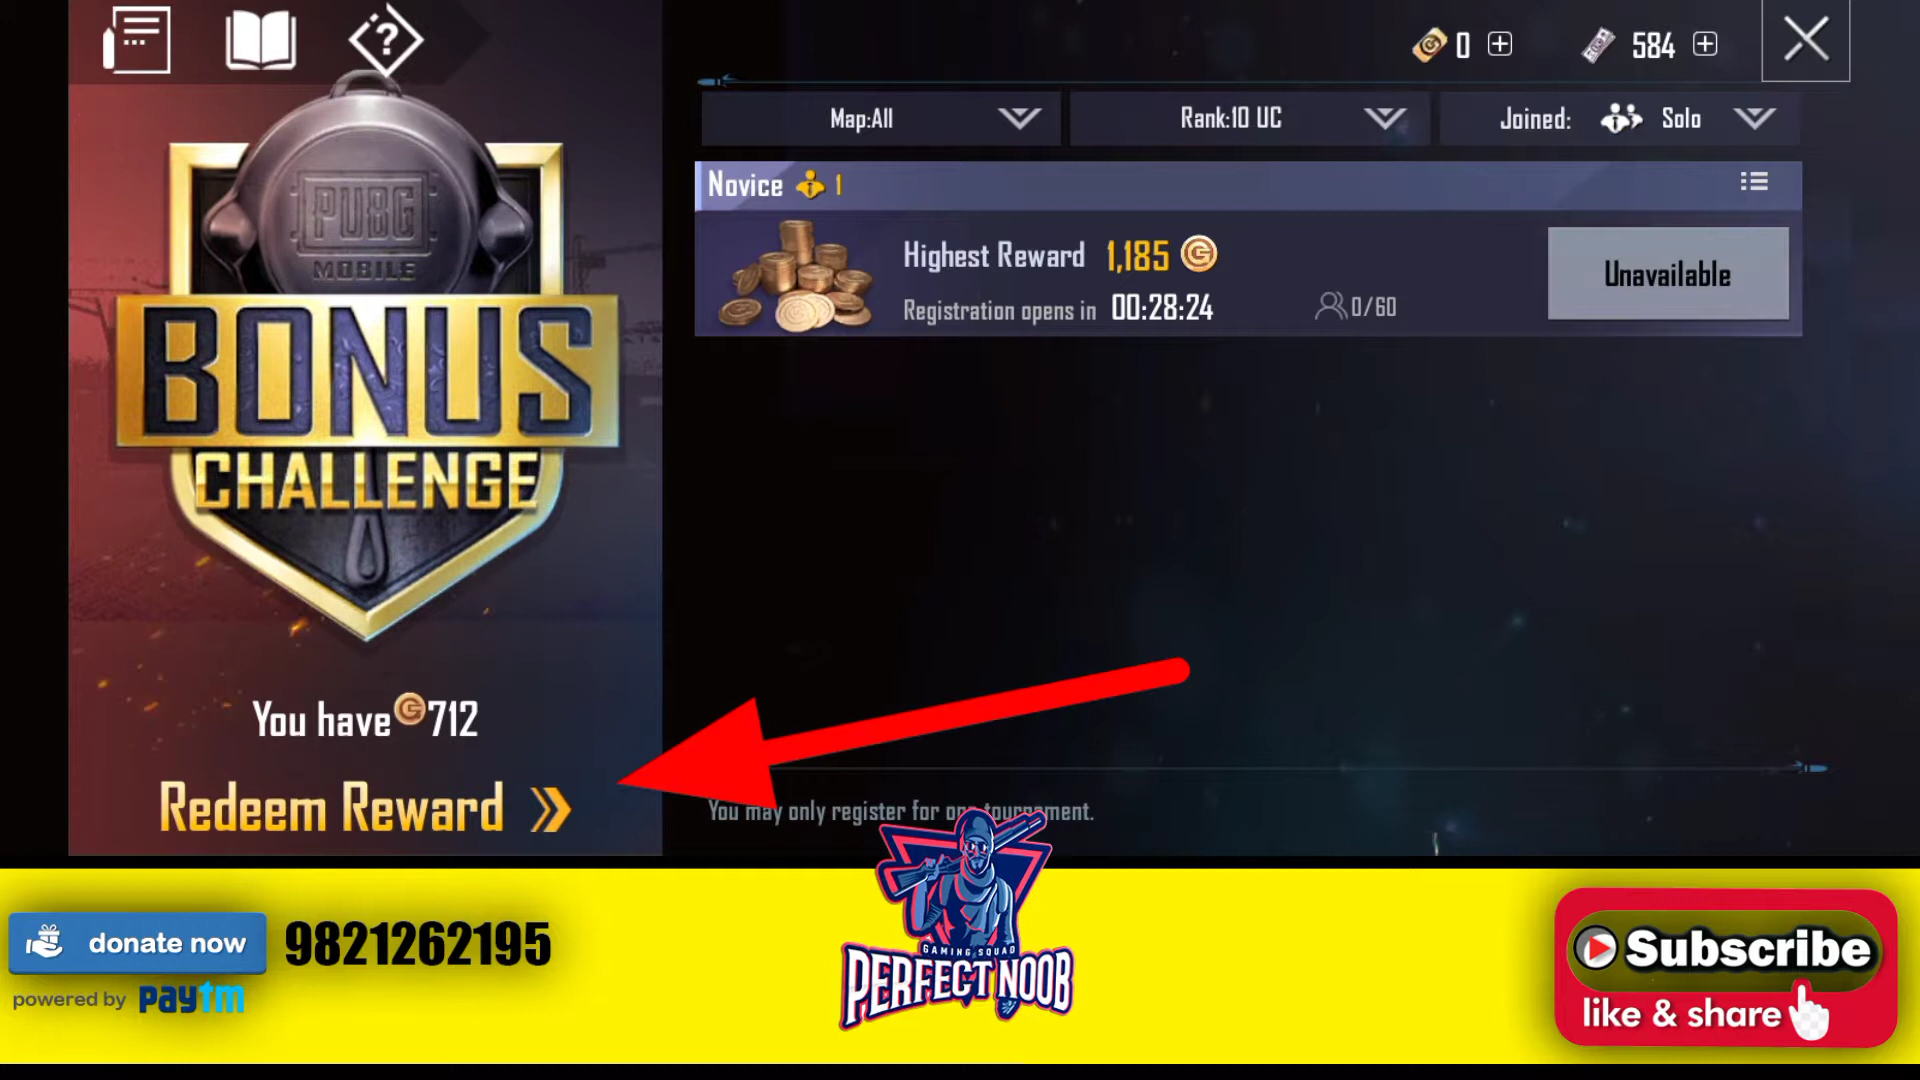 ?
0
584
Map:All
Rank:10 UC
Joined: Solo
Novice 1
Highest Reward 1,185
Registration opens in 00:28:24
0/60
Unavailable
PUBG
MOBILE
BONUS
CHALLENGE
You have 712
Redeem Reward
You may only register for one tournament.
donate now
9821262195
powered by paytm
GAMING SQUAD
PERFECT NOOB
Subscribe
like & share